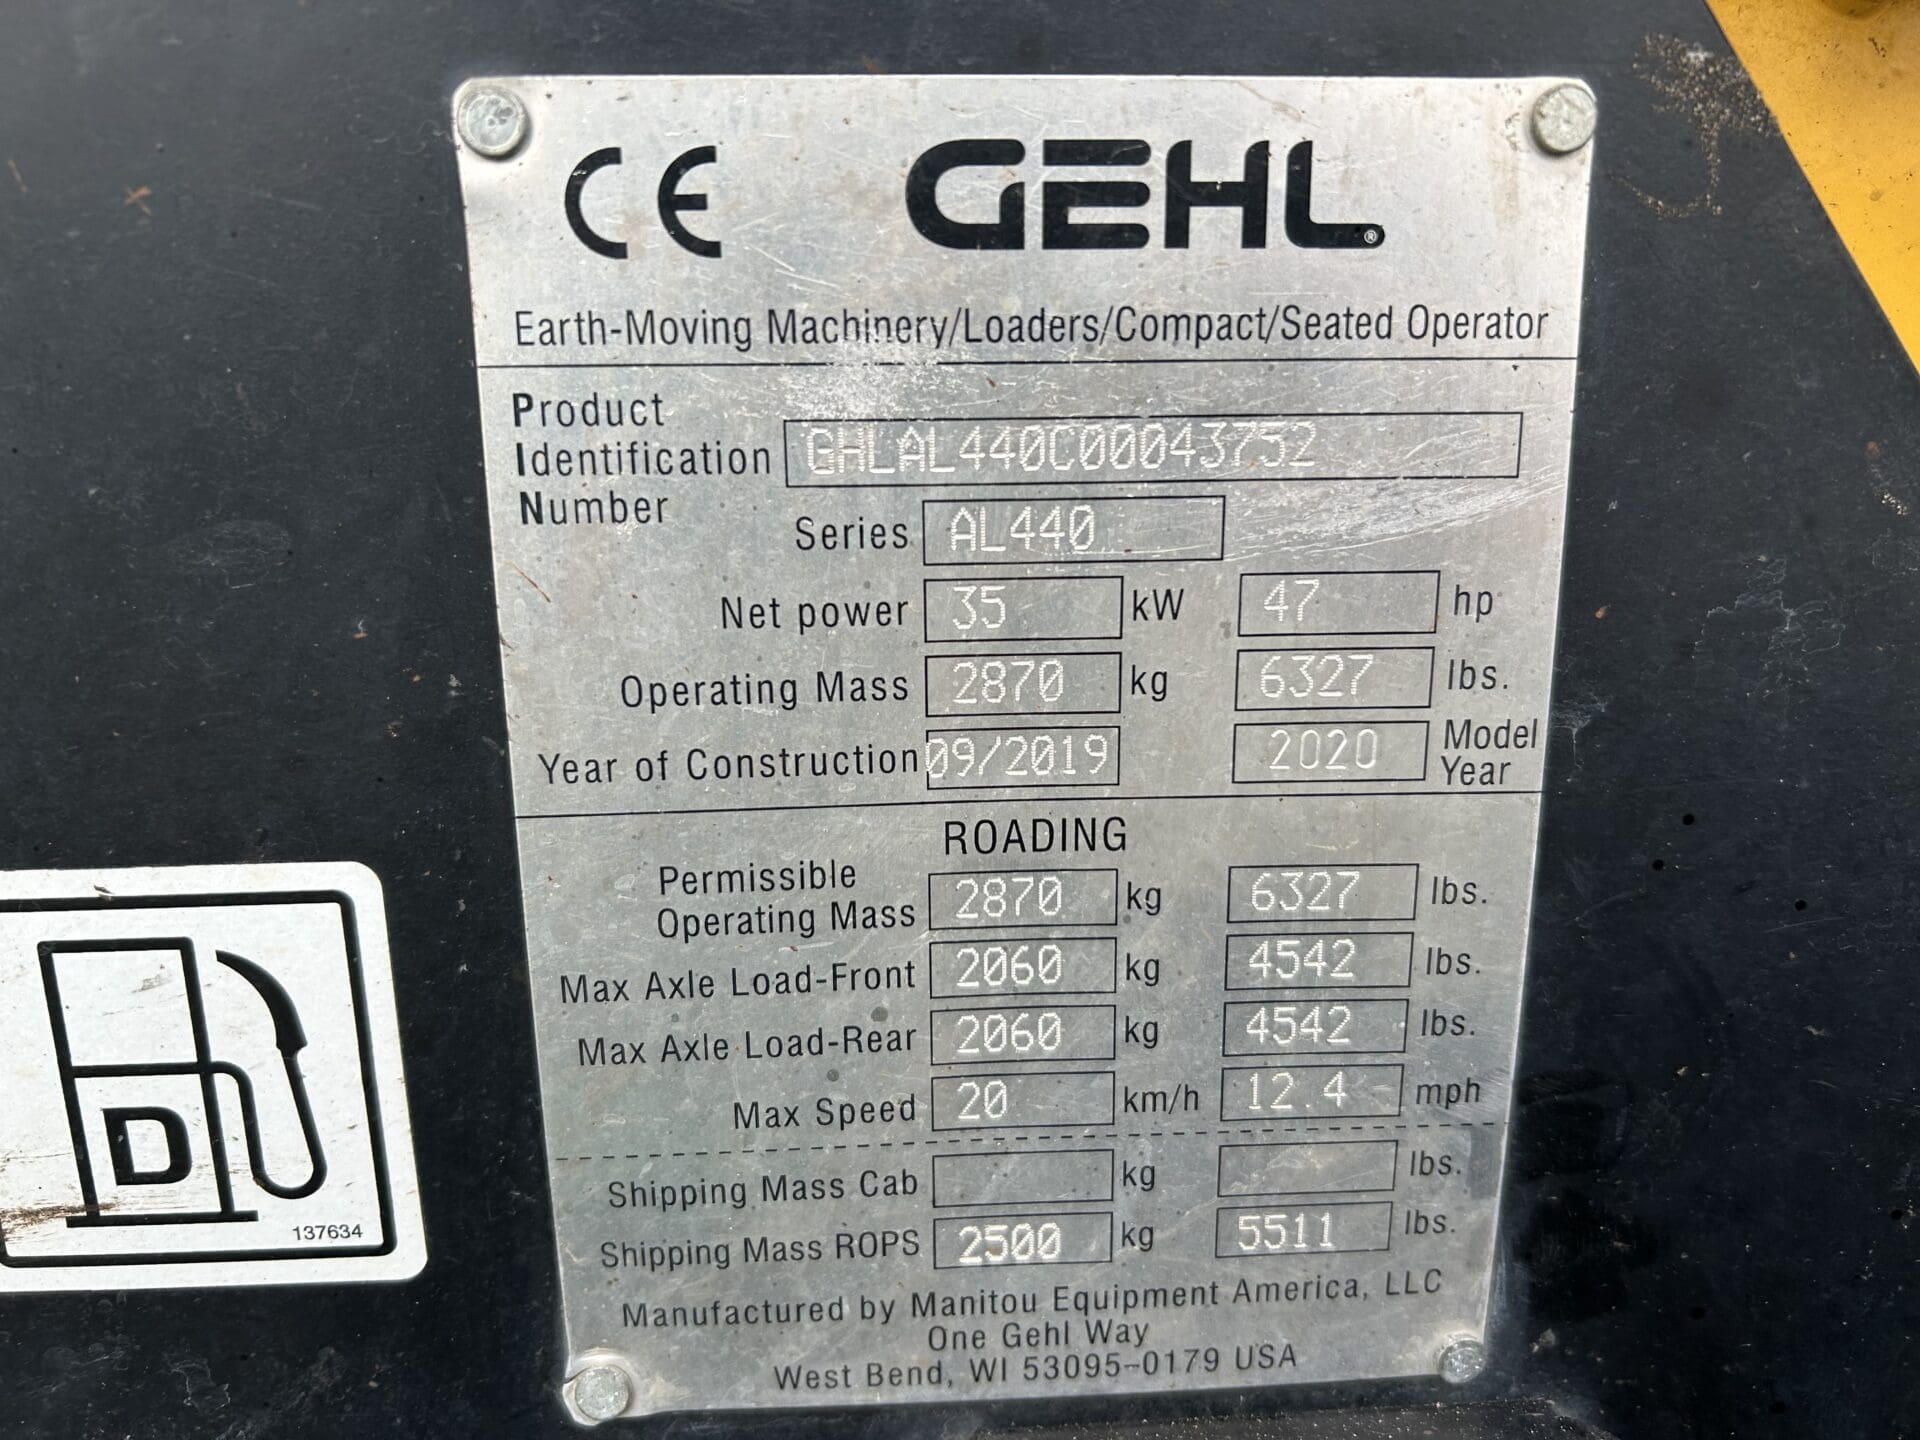 CE GEHL®
Earth-Moving Machinery/Loaders/Compact/Seated Operator
Product
Identification GHLAL440C00043752
Number
Series AL440
Net power 35 kW 47 hp
Operating Mass 2870 kg 6327 lbs.
Year of Construction 09/2019 2020 Model Year
ROADING
Permissible
Operating Mass 2870 kg 6327 lbs.
Max Axle Load-Front 2060 kg 4542 lbs.
Max Axle Load-Rear 2060 kg 4542 lbs.
Max Speed 20 km/h 12.4 mph
Shipping Mass Cab kg lbs.
Shipping Mass ROPS 2500 kg 5511 lbs.
Manufactured by Manitou Equipment America, LLC
One Gehl Way
West Bend, WI 53095-0179 USA
D
137634